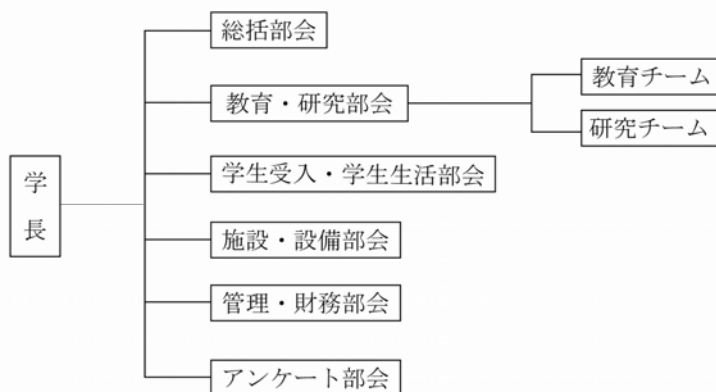 学長
総括部会
教育・研究部会
教育チーム
研究チーム
学生受入・学生生活部会
施設・設備部会
管理・財務部会
アンケート部会